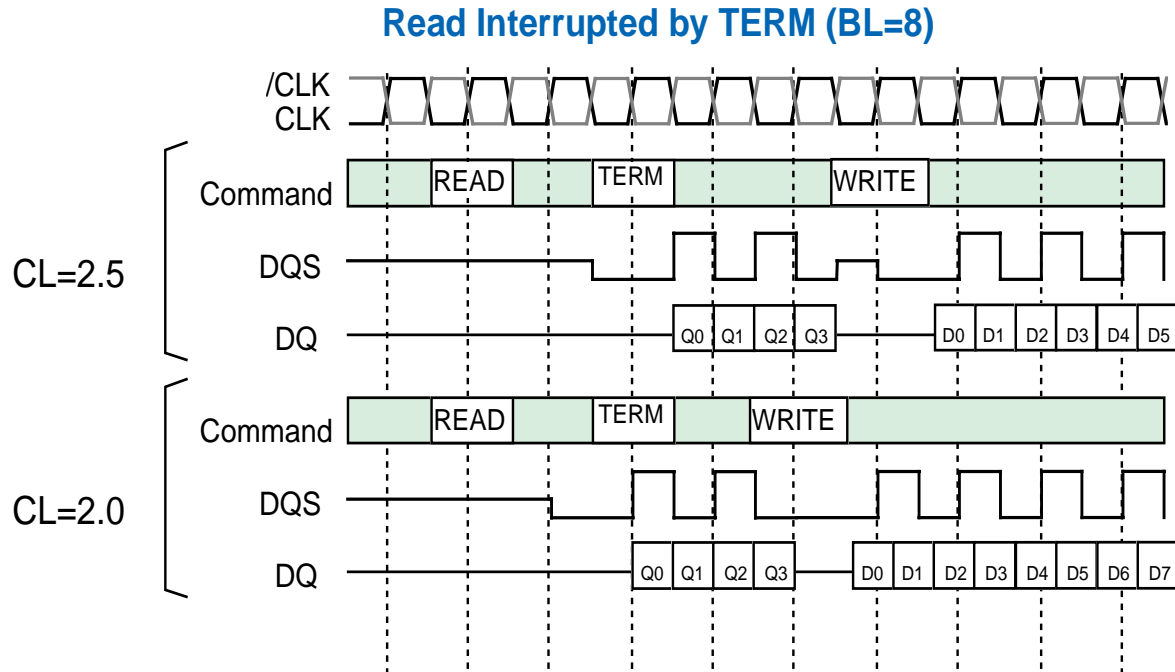 Read Interrupted by TERM (BL=8)
/CLK
CLK
Command READ TERM WRITE
CL=2.5
DQS
DQ Q0 Q1 Q2 Q3 D0 D1 D2 D3 D4 D5
Command READ TERM WRITE
CL=2.0
DQS
DQ Q0 Q1 Q2 Q3 D0 D1 D2 D3 D4 D5 D6 D7